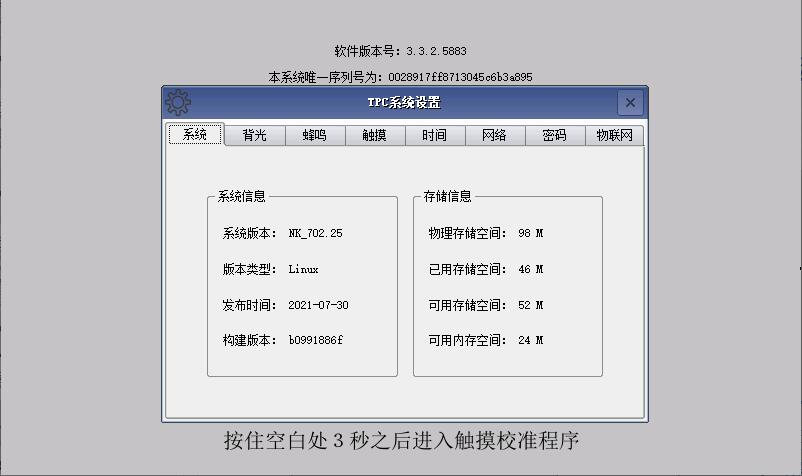 软件版本号：3.3.2.5883
本系统唯一序列号为：0028917ff8713045c6b3a895
TPC系统设置
系统 背光 蜂鸣 触摸 时间 网络 密码 物联网
系统信息
系统版本： NK_702.25
版本类型： Linux
发布时间： 2021-07-30
构建版本： b0991886f
存储信息
物理存储空间： 98 M
已用存储空间： 46 M
可用存储空间： 52 M
可用内存空间： 24 M
按住空白处 3 秒之后进入触摸校准程序